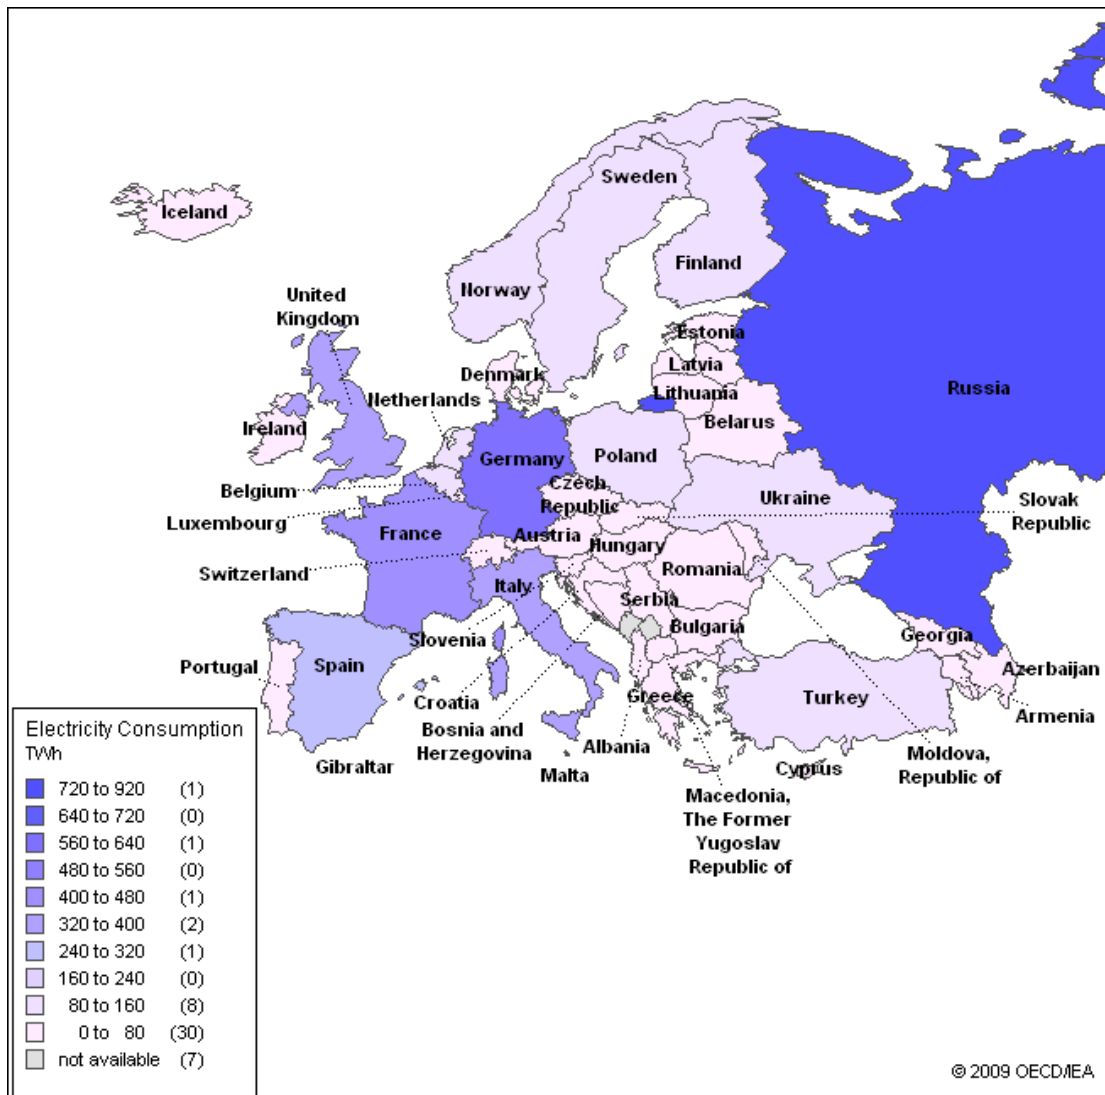 Iceland
Sweden
Finland
Norway
United
Kingdom
Estonia
Latvia
Denmark
Lithuania
Russia
Netherlands
Belarus
Ireland
Germany
Poland
Czech
Republic
Ukraine
Slovak
Republic
Belgium
Luxembourg
France
Austria
Hungary
Switzerland
Romania
Italy
Serbia
Slovenia
Bulgaria
Georgia
Portugal
Spain
Azerbaijan
Croatia
Greece
Turkey
Armenia
Bosnia and
Herzegovina
Albania
Moldova,
Republic of
Gibraltar
Malta
Cyprus
Macedonia,
The Former
Yugoslav
Republic of
Electricity Consumption
TWh
720 to 920 (1)
640 to 720 (0)
560 to 640 (1)
480 to 560 (0)
400 to 480 (1)
320 to 400 (2)
240 to 320 (1)
160 to 240 (0)
80 to 160 (8)
0 to 80 (30)
not available (7)
© 2009 OECD/IEA